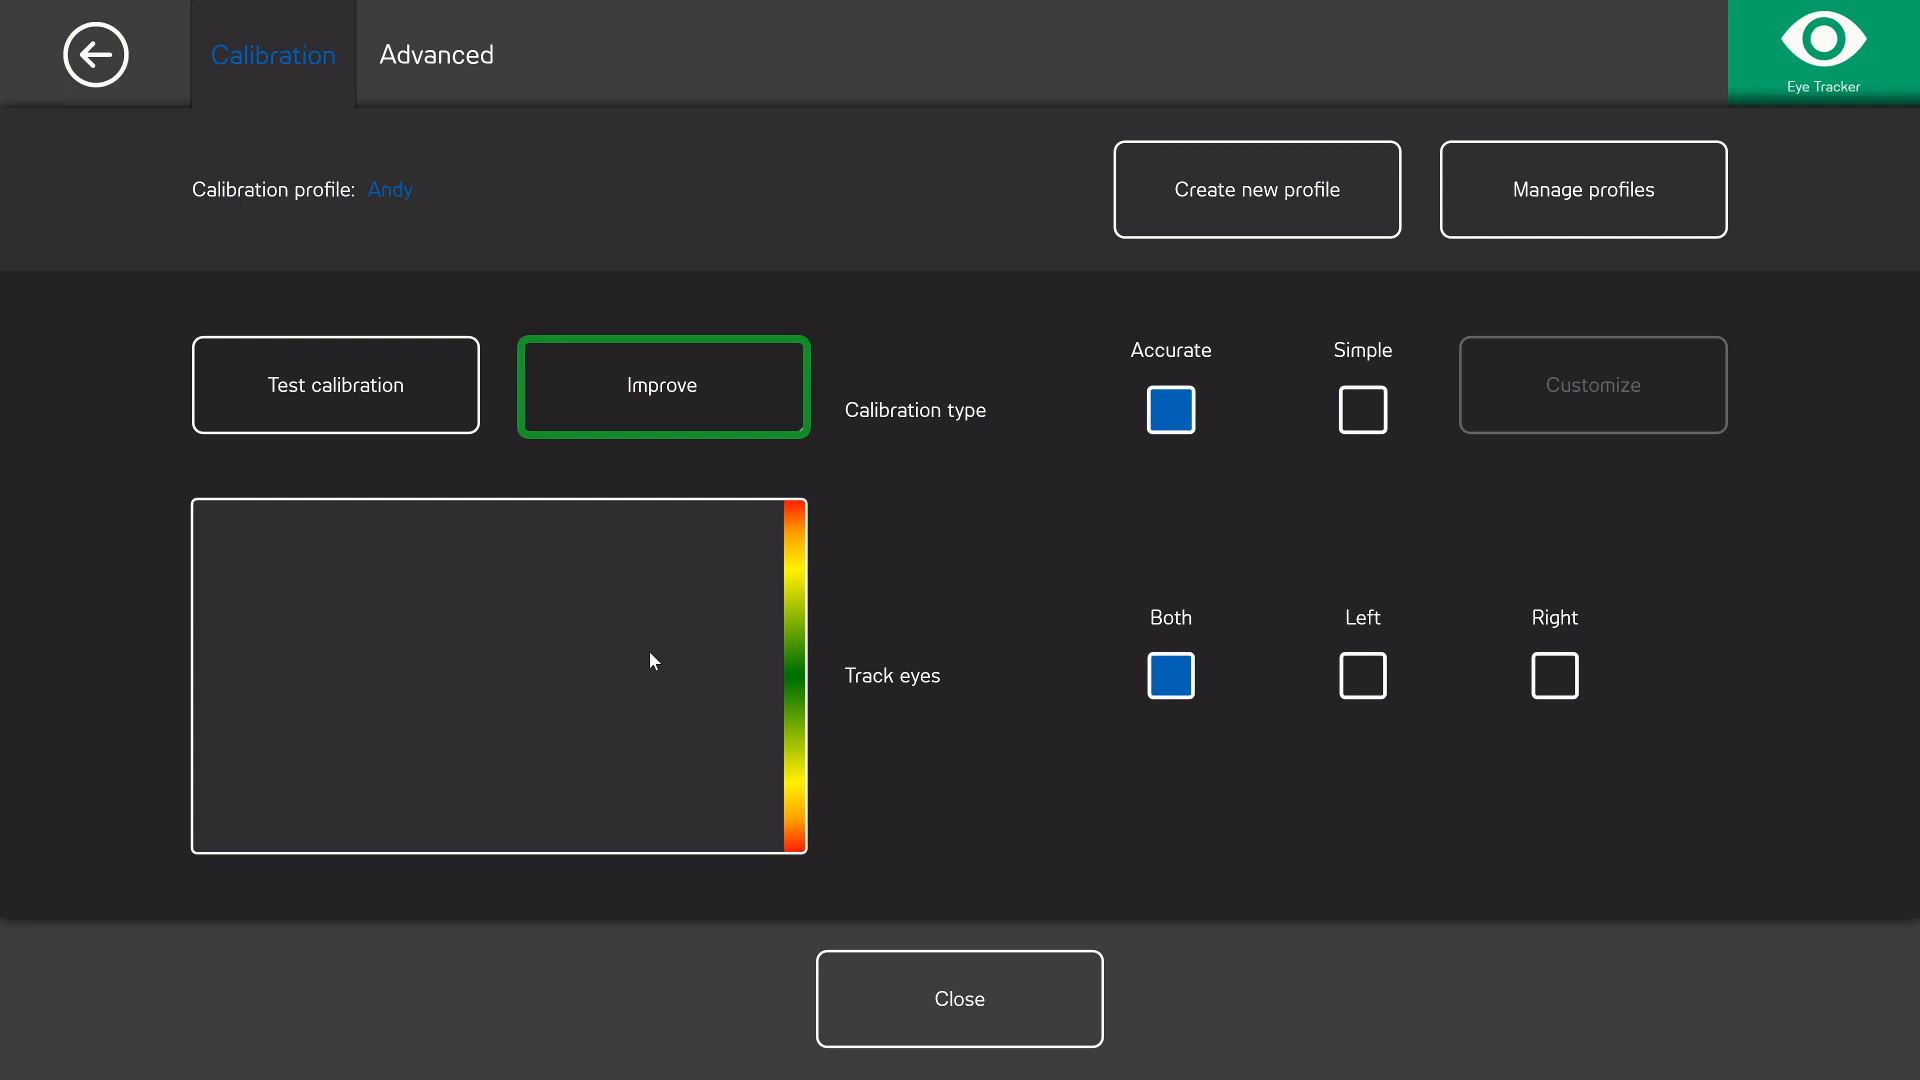 Calibration
Advanced
Eye Tracker
Calibration profile: Andy
Create new profile
Manage profiles
Test calibration
Improve
Calibration type
Accurate
Simple
Customize
Track eyes
Both
Left
Right
Close